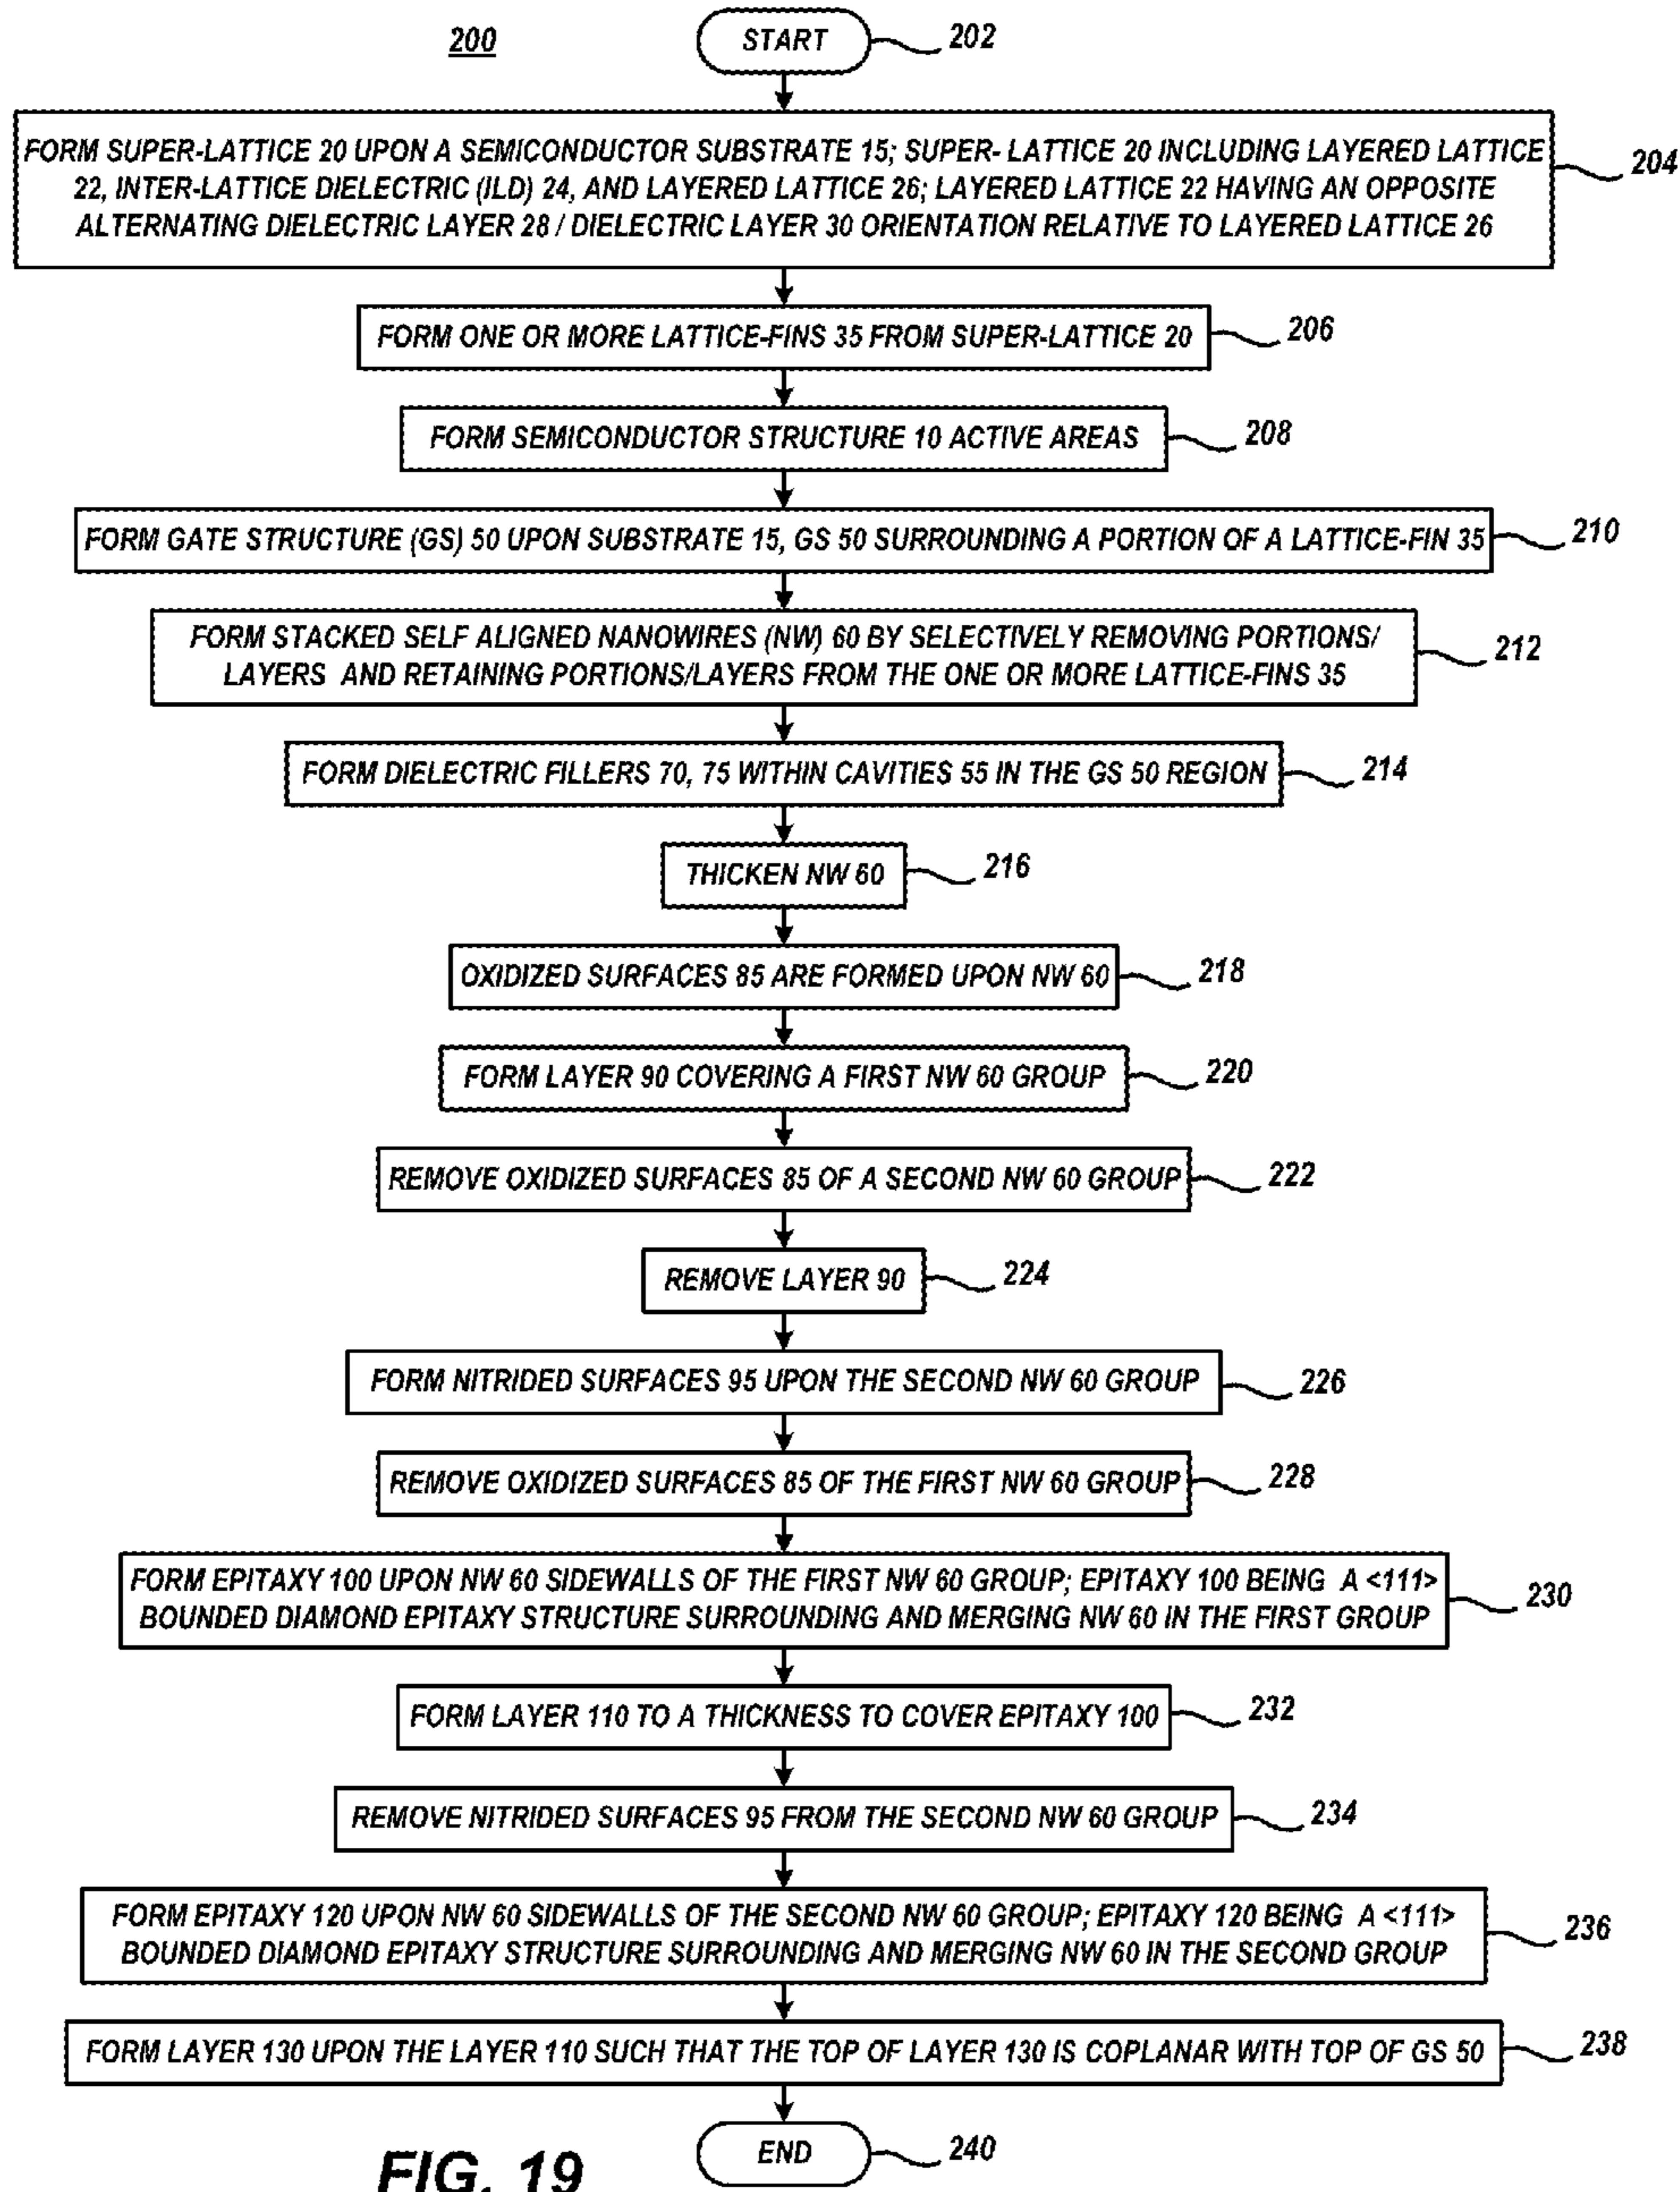 200
START
202
FORM SUPER-LATTICE 20 UPON A SEMICONDUCTOR SUBSTRATE 15; SUPER- LATTICE 20 INCLUDING LAYERED LATTICE
22, INTER-LATTICE DIELECTRIC (ILD) 24, AND LAYERED LATTICE 26; LAYERED LATTICE 22 HAVING AN OPPOSITE
ALTERNATING DIELECTRIC LAYER 28 / DIELECTRIC LAYER 30 ORIENTATION RELATIVE TO LAYERED LATTICE 26
204
FORM ONE OR MORE LATTICE-FINS 35 FROM SUPER-LATTICE 20
206
FORM SEMICONDUCTOR STRUCTURE 10 ACTIVE AREAS
208
FORM GATE STRUCTURE (GS) 50 UPON SUBSTRATE 15, GS 50 SURROUNDING A PORTION OF A LATTICE-FIN 35
210
FORM STACKED SELF ALIGNED NANOWIRES (NW) 60 BY SELECTIVELY REMOVING PORTIONS/
LAYERS AND RETAINING PORTIONS/LAYERS FROM THE ONE OR MORE LATTICE-FINS 35
212
FORM DIELECTRIC FILLERS 70, 75 WITHIN CAVITIES 55 IN THE GS 50 REGION
214
THICKEN NW 60
216
OXIDIZED SURFACES 85 ARE FORMED UPON NW 60
218
FORM LAYER 90 COVERING A FIRST NW 60 GROUP
220
REMOVE OXIDIZED SURFACES 85 OF A SECOND NW 60 GROUP
222
REMOVE LAYER 90
224
FORM NITRIDED SURFACES 95 UPON THE SECOND NW 60 GROUP
226
REMOVE OXIDIZED SURFACES 85 OF THE FIRST NW 60 GROUP
228
FORM EPITAXY 100 UPON NW 60 SIDEWALLS OF THE FIRST NW 60 GROUP; EPITAXY 100 BEING A <111>
BOUNDED DIAMOND EPITAXY STRUCTURE SURROUNDING AND MERGING NW 60 IN THE FIRST GROUP
230
FORM LAYER 110 TO A THICKNESS TO COVER EPITAXY 100
232
REMOVE NITRIDED SURFACES 95 FROM THE SECOND NW 60 GROUP
234
FORM EPITAXY 120 UPON NW 60 SIDEWALLS OF THE SECOND NW 60 GROUP; EPITAXY 120 BEING A <111>
BOUNDED DIAMOND EPITAXY STRUCTURE SURROUNDING AND MERGING NW 60 IN THE SECOND GROUP
236
FORM LAYER 130 UPON THE LAYER 110 SUCH THAT THE TOP OF LAYER 130 IS COPLANAR WITH TOP OF GS 50
238
END
240
FIG. 19